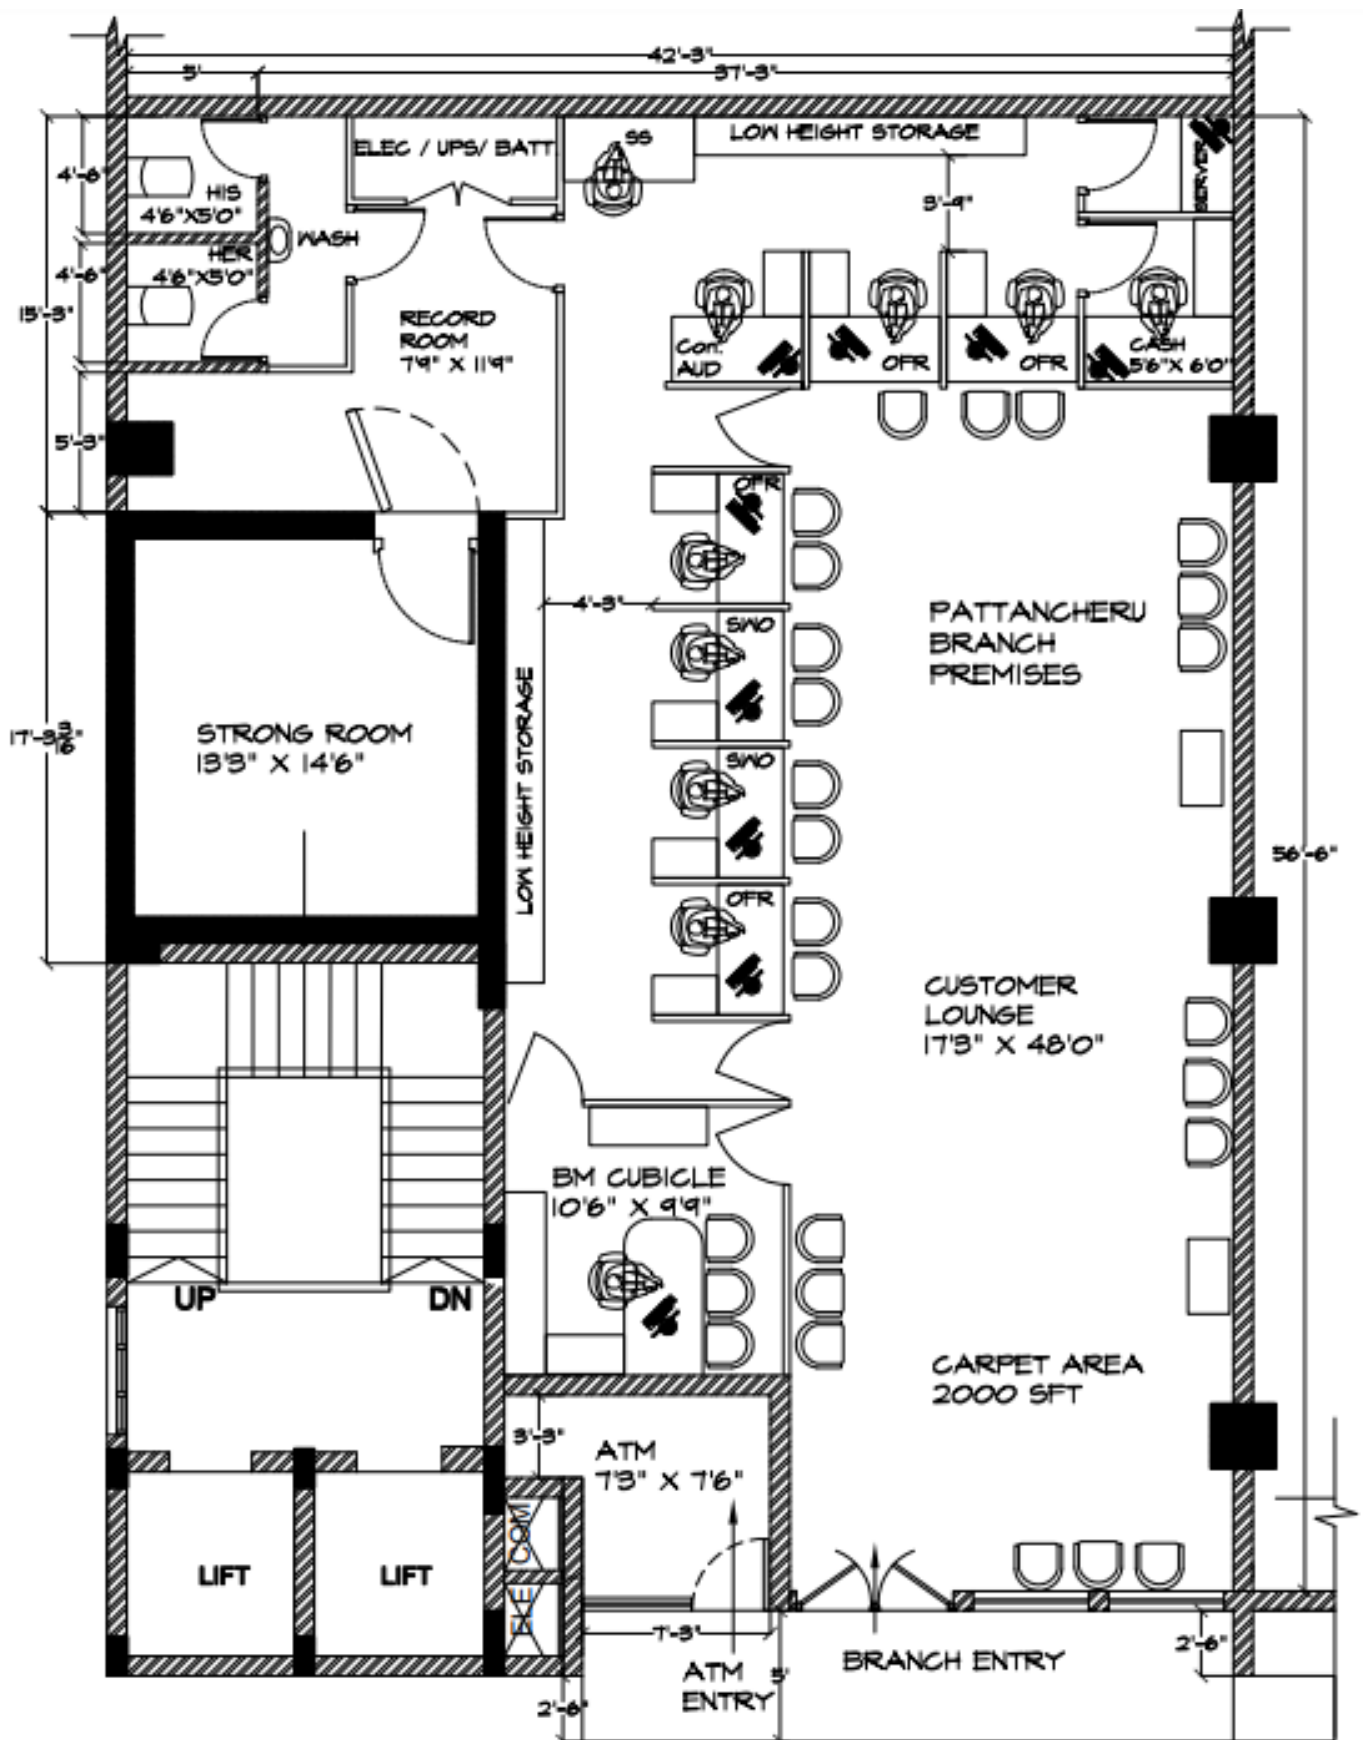 42'-3"
5'
37'-3"
ELEC / UPS/ BATT.
SS
LOW HEIGHT STORAGE
SERVER
4'-6"
HIS
4'6"X5'0"
WASH
3'-9"
HER
4'6"X5'0"
4'-6"
15'-3"
RECORD
ROOM
7'9" X 11'9"
Con.
AUD
OFR
OFR
CASH
5'6"X 6'0"
5'-3"
OFR
4'-3"
SWO
PATTANCHERU
BRANCH
PREMISES
17'-3 3/16"
STRONG ROOM
13'3" X 14'6"
LOW HEIGHT STORAGE
SWO
56'-6"
OFR
CUSTOMER
LOUNGE
17'3" X 48'0"
BM CUBICLE
10'6" X 9'9"
UP
DN
CARPET AREA
2000 SFT
3'-3"
ATM
7'3" X 7'6"
COM
LIFT
LIFT
ELE
7'-3"
BRANCH ENTRY
2'-6"
ATM
ENTRY
5'
2'-6"